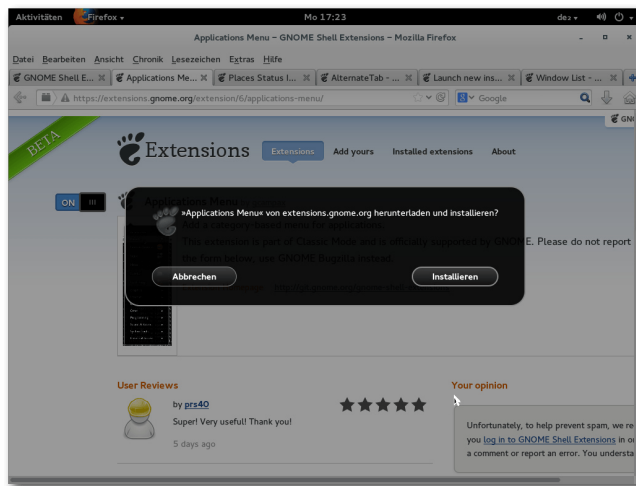 Aktivitäten Firefox Mo 17:23 de₂
Applications Menu – GNOME Shell Extensions – Mozilla Firefox
Datei Bearbeiten Ansicht Chronik Lesezeichen Extras Hilfe
GNOME Shell E... Applications Me... Places Status I... AlternateTab - ... Launch new ins... Window List - ...
https://extensions.gnome.org/extension/6/applications-menu/ Google
BETA
GN
Extensions Extensions Add yours Installed extensions About
ON
Applications Menu
»Applications Menu« von extensions.gnome.org herunterladen und installieren?
Add a category-based menu for applications.
This extension is part of Classic Mode and is officially supported by GNOME. Please do not report
the form below, use GNOME Bugzilla instead.
Abbrechen Installieren
User Reviews Your opinion
by prs40
Super! Very useful! Thank you!
5 days ago
Unfortunately, to help prevent spam, we re
you log in to GNOME Shell Extensions in o
a comment or report an error. You understa